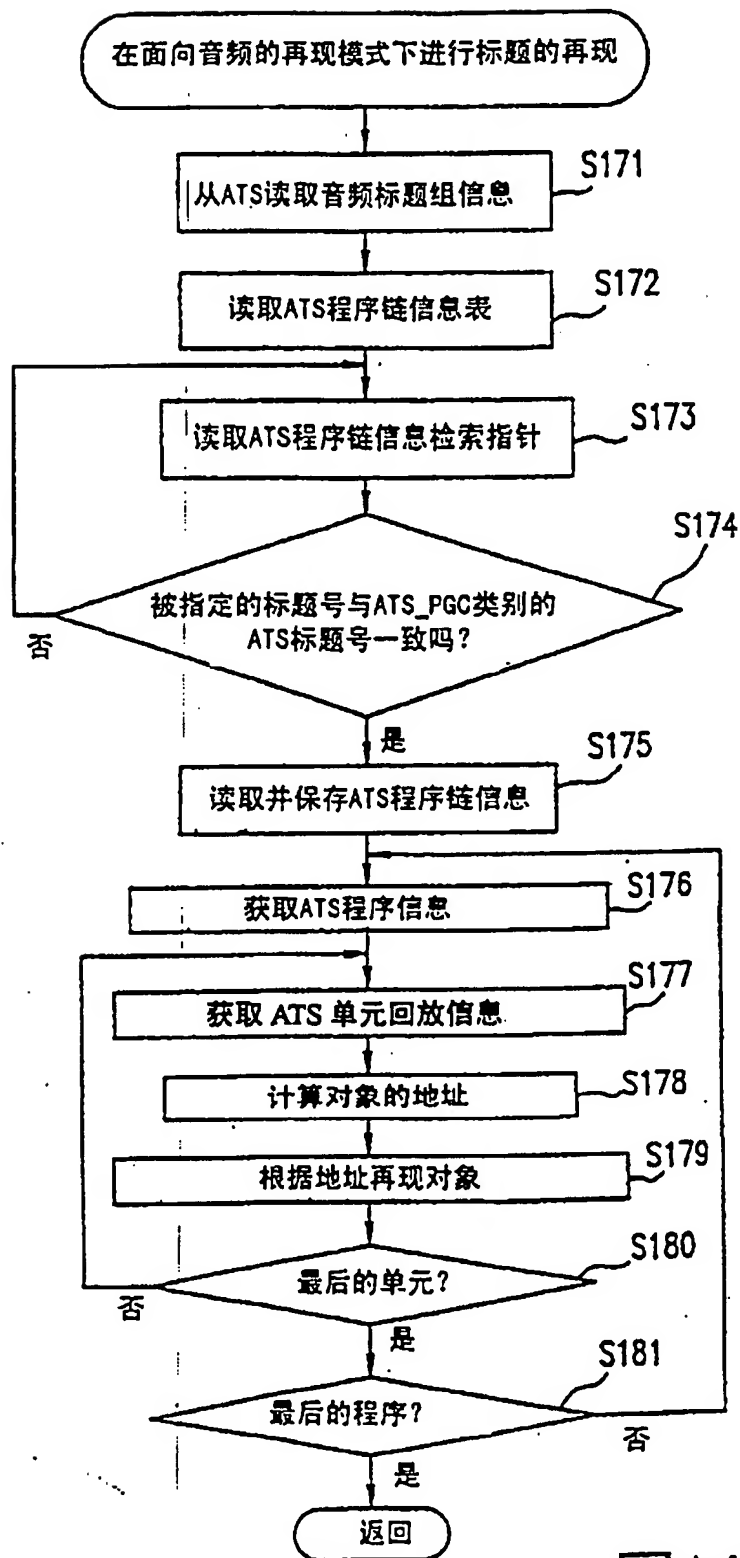 在面向音频的再现模式下进行标题的再现
S171
从ATS读取音频标题组信息
S172
读取ATS程序链信息表
S173
读取ATS程序链信息检索指针
S174
被指定的标题号与ATS_PGC类别的
ATS标题号一致吗?
否
是
S175
读取并保存ATS程序链信息
S176
获取ATS程序信息
S177
获取 ATS 单元回放信息
S178
计算对象的地址
S179
根据地址再现对象
S180
最后的单元?
否
是
S181
最后的程序?
否
是
返回